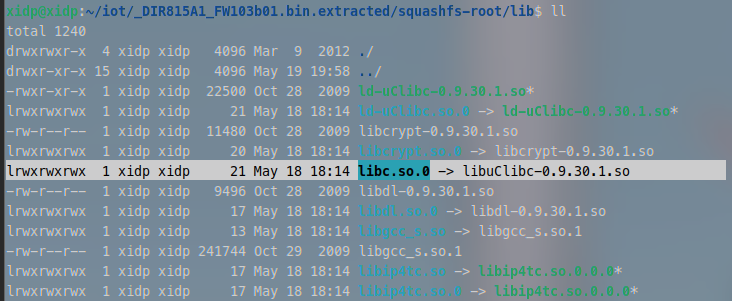 xidp@xidp:~/iot/_DIR815A1_FW103b01.bin.extracted/squashfs-root/lib$ ll
total 1240
drwxrwxr-x 4 xidp xidp 4096 Mar 9 2012 ./
drwxr-xr-x 15 xidp xidp 4096 May 19 19:58 ../
-rwxr-xr-x 1 xidp xidp 22500 Oct 28 2009 ld-uClibc-0.9.30.1.so*
lrwxrwxrwx 1 xidp xidp 21 May 18 18:14 ld-uClibc.so.0 -> ld-uClibc-0.9.30.1.so*
-rw-r--r-- 1 xidp xidp 11480 Oct 28 2009 libcrypt-0.9.30.1.so
lrwxrwxrwx 1 xidp xidp 20 May 18 18:14 libcrypt.so.0 -> libcrypt-0.9.30.1.so
lrwxrwxrwx 1 xidp xidp 21 May 18 18:14 libc.so.0 -> libuClibc-0.9.30.1.so
-rw-r--r-- 1 xidp xidp 9496 Oct 28 2009 libdl-0.9.30.1.so
lrwxrwxrwx 1 xidp xidp 17 May 18 18:14 libdl.so.0 -> libdl-0.9.30.1.so
lrwxrwxrwx 1 xidp xidp 13 May 18 18:14 libgcc_s.so -> libgcc_s.so.1
-rw-r--r-- 1 xidp xidp 241744 Oct 29 2009 libgcc_s.so.1
lrwxrwxrwx 1 xidp xidp 17 May 18 18:14 libip4tc.so -> libip4tc.so.0.0.0*
lrwxrwxrwx 1 xidp xidp 17 May 18 18:14 libip4tc.so.0 -> libip4tc.so.0.0.0*